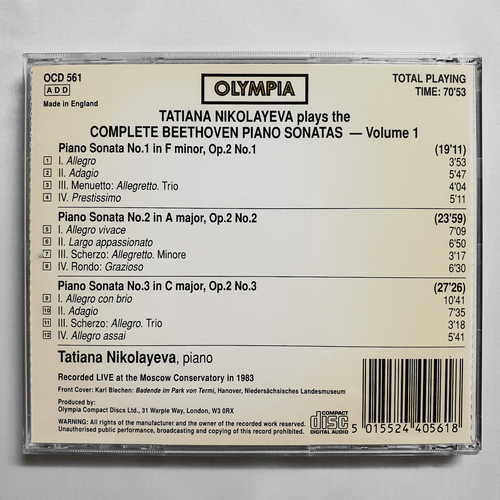 OCD 561
ADD
Made in England
OLYMPIA
TOTAL PLAYING
TIME: 70'53
TATIANA NIKOLAYEVA plays the
COMPLETE BEETHOVEN PIANO SONATAS — Volume 1
Piano Sonata No.1 in F minor, Op.2 No.1 (19'11)
1 I. Allegro 3'53
2 II. Adagio 5'47
3 III. Menuetto: Allegretto. Trio 4'04
4 IV. Prestissimo 5'11
Piano Sonata No.2 in A major, Op.2 No.2 (23'59)
5 I. Allegro vivace 7'09
6 II. Largo appassionato 6'50
7 III. Scherzo: Allegretto. Minore 3'17
8 IV. Rondo: Grazioso 6'30
Piano Sonata No.3 in C major, Op.2 No.3 (27'26)
9 I. Allegro con brio 10'41
10 II. Adagio 7'35
11 III. Scherzo: Allegro. Trio 3'18
12 IV. Allegro assai 5'41
Tatiana Nikolayeva, piano
Recorded LIVE at the Moscow Conservatory in 1983
Front Cover: Karl Blechen: Badende im Park von Terni, Hanover, Niedersächsisches Landesmuseum
Produced by:
Olympia Compact Discs Ltd., 31 Warple Way, London, W3 0RX
WARNING: All rights of the manufacturer and the owner of the recorded work reserved.
Unauthorised public performance, broadcasting and copying of this record prohibited.
COMPACT
disc
DIGITAL AUDIO
5 015524 405618